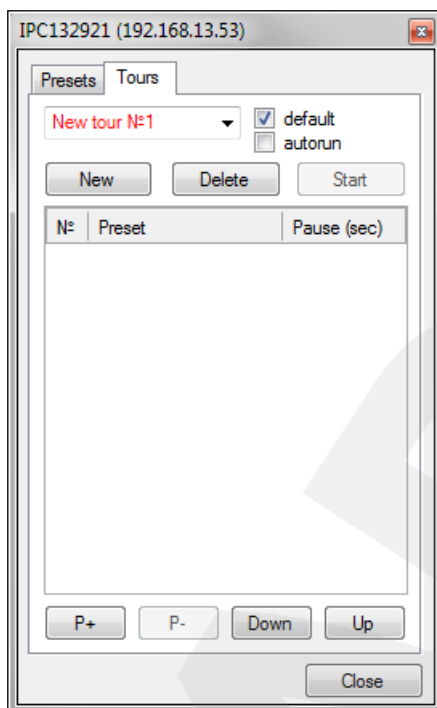 IPC132921 (192.168.13.53)
Presets Tours
New tour №1 default
autorun
New Delete Start
№ Preset Pause (sec)
P+ P- Down Up
Close